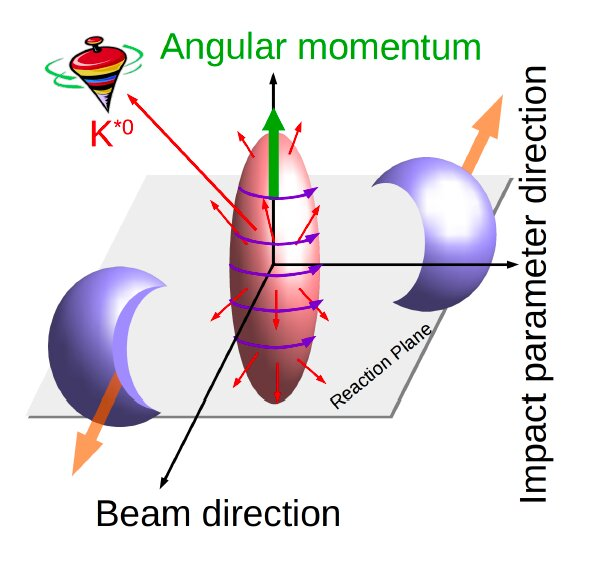 Angular momentum
K*0
Impact parameter direction
Reaction Plane
Beam direction